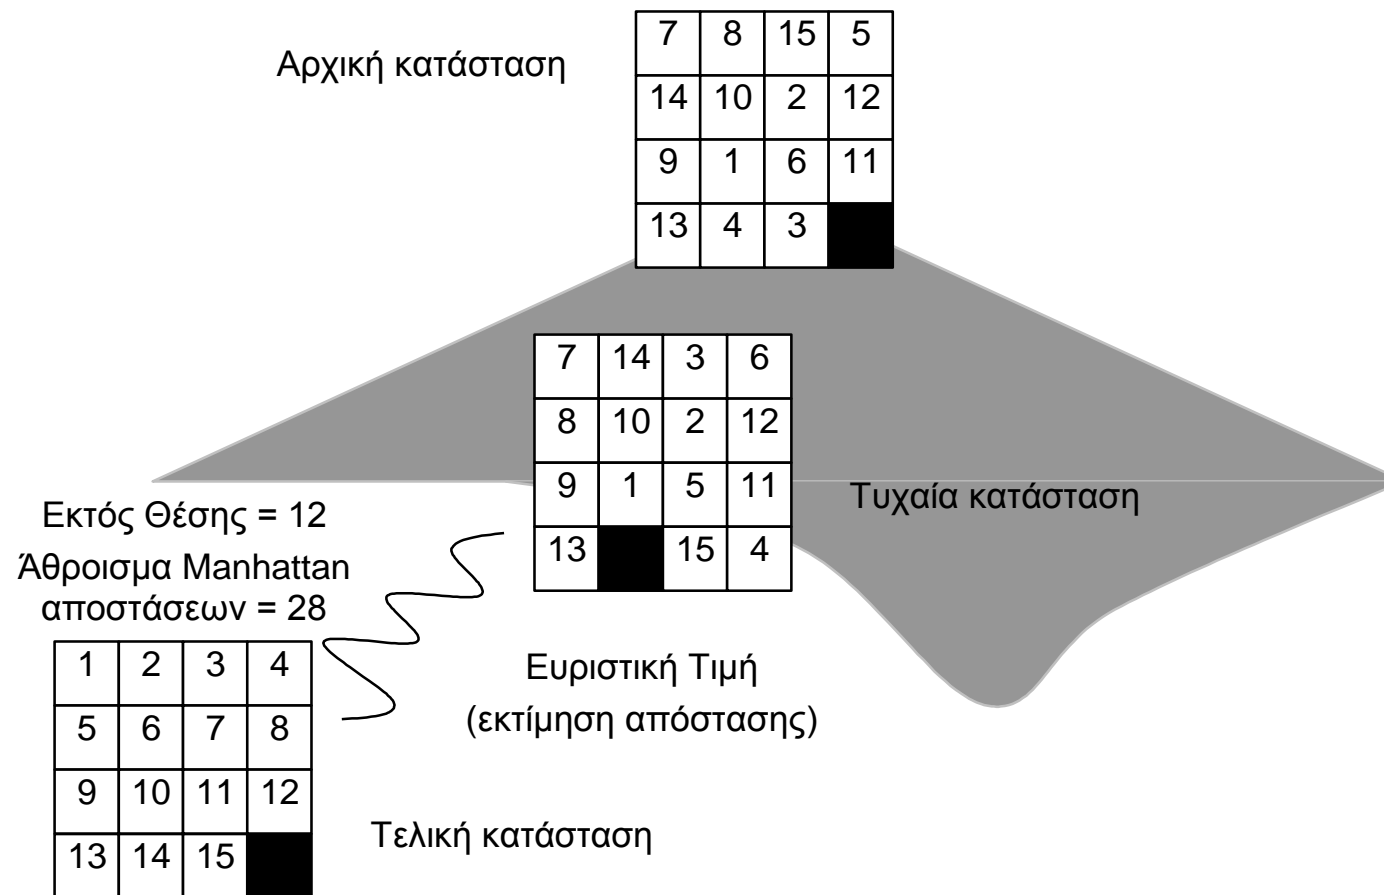 Αρχική κατάσταση
7 8 15 5
14 10 2 12
9 1 6 11
13 4 3
7 14 3 6
8 10 2 12
9 1 5 11
13 15 4
Τυχαία κατάσταση
Εκτός Θέσης = 12
Άθροισμα Manhattan
αποστάσεων = 28
Ευριστική Τιμή
(εκτίμηση απόστασης)
1 2 3 4
5 6 7 8
9 10 11 12
13 14 15
Τελική κατάσταση